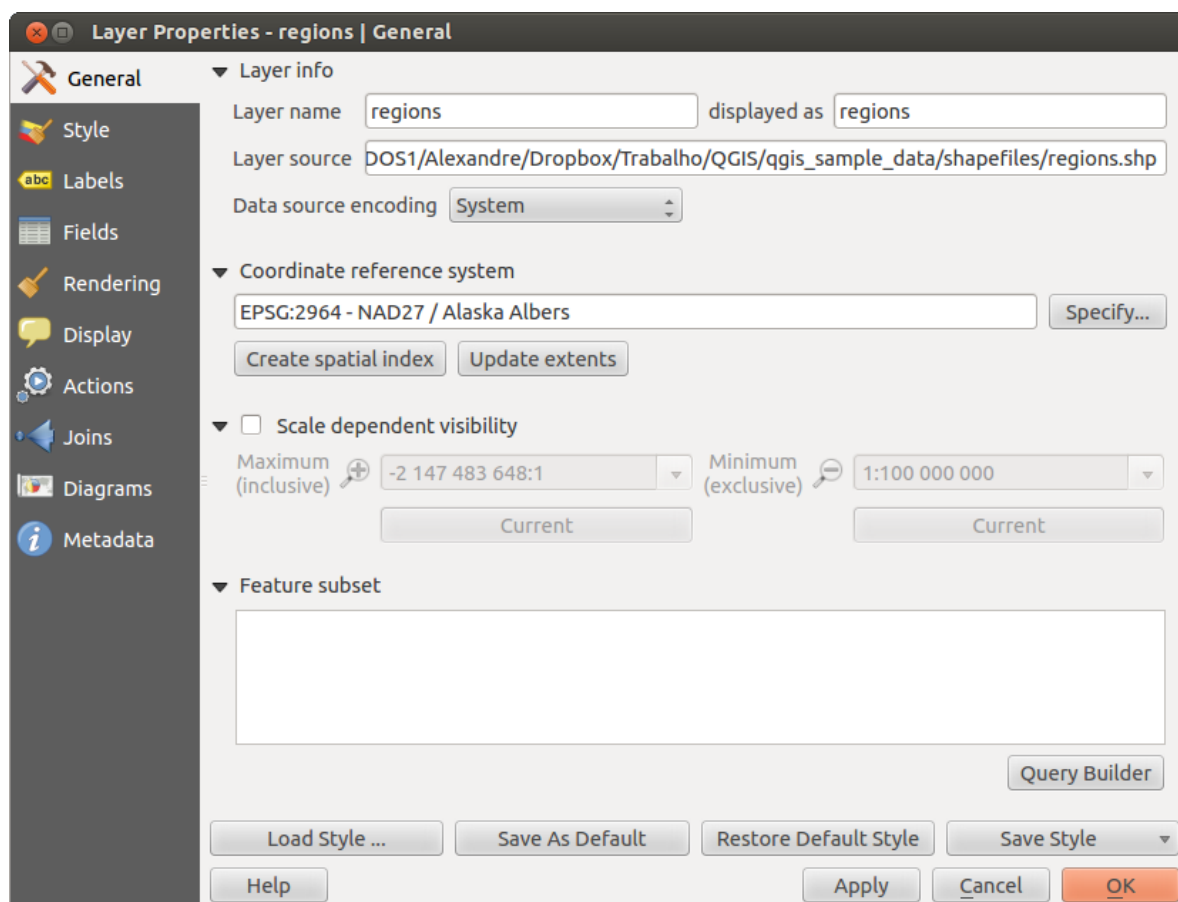 Layer Properties - regions | General
General
Style
abc Labels
Fields
Rendering
Display
Actions
Joins
Diagrams
Metadata
Layer info
Layer name regions displayed as regions
Layer source DOS1/Alexandre/Dropbox/Trabalho/QGIS/qgis_sample_data/shapefiles/regions.shp
Data source encoding System
Coordinate reference system
EPSG:2964 - NAD27 / Alaska Albers Specify...
Create spatial index Update extents
Scale dependent visibility
Maximum (inclusive) -2 147 483 648:1 Minimum (exclusive) 1:100 000 000
Current Current
Feature subset
Query Builder
Load Style ... Save As Default Restore Default Style Save Style
Help Apply Cancel OK